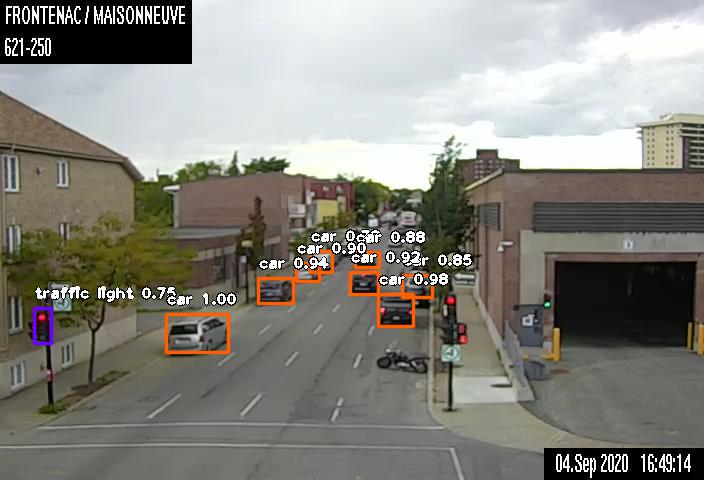 FRONTENAC / MAISONNEUVE
621-250
car 0.88
car 0.90
car 0.92
car 0.94
0.85
car 0.98
traffic light 0.75
car 1.00
04.Sep 2020 16:49:14